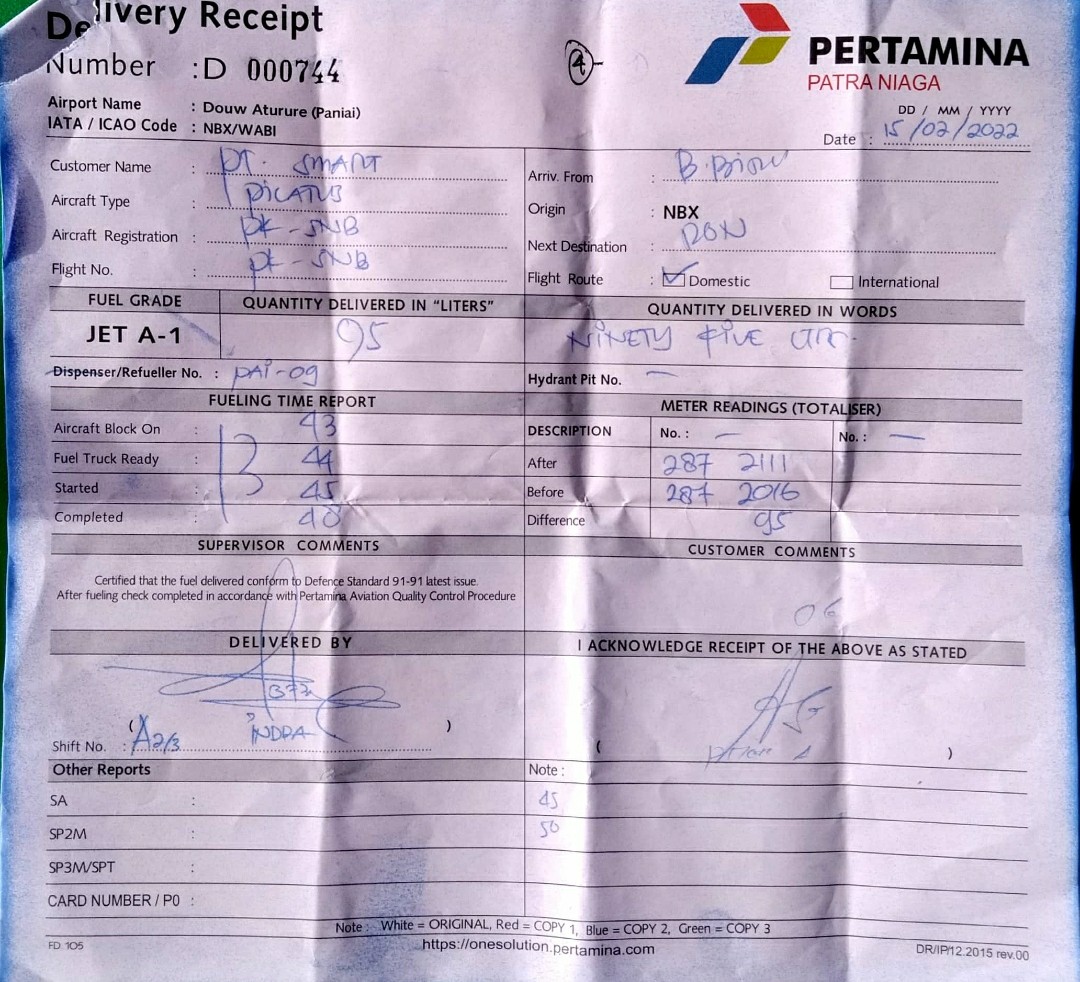 Delivery Receipt
Number : D 000744
4
PERTAMINA
PATRA NIAGA
Airport Name : Douw Aturure (Paniai)
IATA / ICAO Code : NBX/WABI
DD / MM / YYYY
Date : 15/02/2022
Customer Name : PT. SMART
Aircraft Type : PICATUS
Aircraft Registration : PK-SNB
Flight No. : PK-SNB
Arriv. From : B.
Origin : NBX
Next Destination : RON
Flight Route : Domestic International
FUEL GRADE QUANTITY DELIVERED IN "LITERS" QUANTITY DELIVERED IN WORDS
JET A-1 95 NINETY FIVE LTR.
Dispenser/Refueller No. : PAI-09
Hydrant Pit No. —
FUELING TIME REPORT
Aircraft Block On : 43
Fuel Truck Ready : 13 44
Started : 45
Completed : 48
METER READINGS (TOTALISER)
DESCRIPTION No. : — No. : —
After 287 2111
Before 287 2016
Difference 95
SUPERVISOR COMMENTS CUSTOMER COMMENTS
Certified that the fuel delivered conform to Defence Standard 91-91 latest issue.
After fueling check completed in accordance with Pertamina Aviation Quality Control Procedure
DELIVERED BY I ACKNOWLEDGE RECEIPT OF THE ABOVE AS STATED
( INDRA )
Shift No. : A2/3
( )
Other Reports Note :
SA : 45
SP2M : 50
SP3M/SPT :
CARD NUMBER / P0 :
Note : White = ORIGINAL, Red = COPY 1, Blue = COPY 2, Green = COPY 3
FD. 105 https://onesolution.pertamina.com DR/IP/12.2015 rev.00